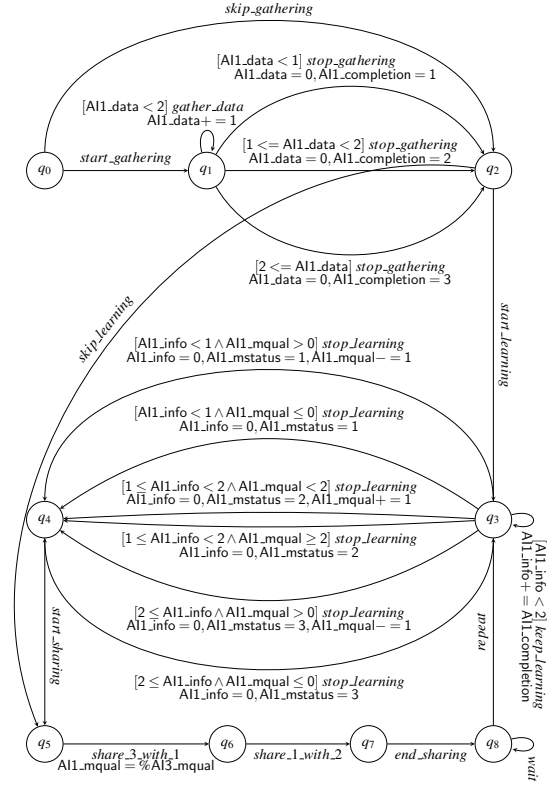 skip_gathering
[AI1_data < 1] stop_gathering
AI1_data = 0, AI1_completion = 1
[AI1_data < 2] gather_data
AI1_data+ = 1
[1 <= AI1_data < 2] stop_gathering
AI1_data = 0, AI1_completion = 2
q0
start_gathering
q1
q2
[2 <= AI1_data] stop_gathering
AI1_data = 0, AI1_completion = 3
skip_learning
start_learning
[AI1_info < 1 ∧ AI1_mqual > 0] stop_learning
AI1_info = 0, AI1_mstatus = 1, AI1_mqual− = 1
[AI1_info < 1 ∧ AI1_mqual ≤ 0] stop_learning
AI1_info = 0, AI1_mstatus = 1
[1 ≤ AI1_info < 2 ∧ AI1_mqual < 2] stop_learning
AI1_info = 0, AI1_mstatus = 2, AI1_mqual+ = 1
q4
q3
[1 ≤ AI1_info < 2 ∧ AI1_mqual ≥ 2] stop_learning
AI1_info = 0, AI1_mstatus = 2
[AI1_info < 2] keep_learning
AI1_info+ = AI1_completion
[2 ≤ AI1_info ∧ AI1_mqual > 0] stop_learning
AI1_info = 0, AI1_mstatus = 3, AI1_mqual− = 1
start_sharing
repeat
[2 ≤ AI1_info ∧ AI1_mqual ≤ 0] stop_learning
AI1_info = 0, AI1_mstatus = 3
q5
q6
q7
q8
share_3_with_1
AI1_mqual = %AI3_mqual
share_1_with_2
end_sharing
wait